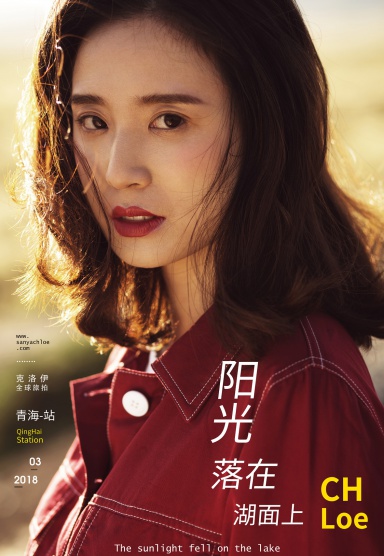 www.
sanyachloe
.com
克洛伊
全球旅拍
青海-站
QingHai
Station
03
2018
阳
光
落在
湖面上
CH
Loe
The sunlight fell on the lake